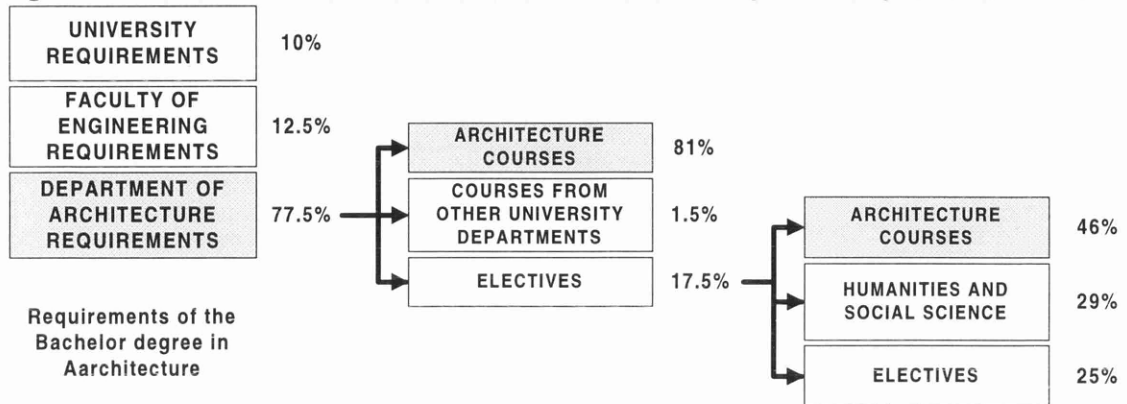 UNIVERSITY
REQUIREMENTS
10%
FACULTY OF
ENGINEERING
REQUIREMENTS
12.5%
DEPARTMENT OF
ARCHITECTURE
REQUIREMENTS
77.5%
ARCHITECTURE
COURSES
81%
COURSES FROM
OTHER UNIVERSITY
DEPARTMENTS
1.5%
ELECTIVES
17.5%
ARCHITECTURE
COURSES
46%
HUMANITIES AND
SOCIAL SCIENCE
29%
ELECTIVES
25%
Requirements of the
Bachelor degree in
Aarchitecture